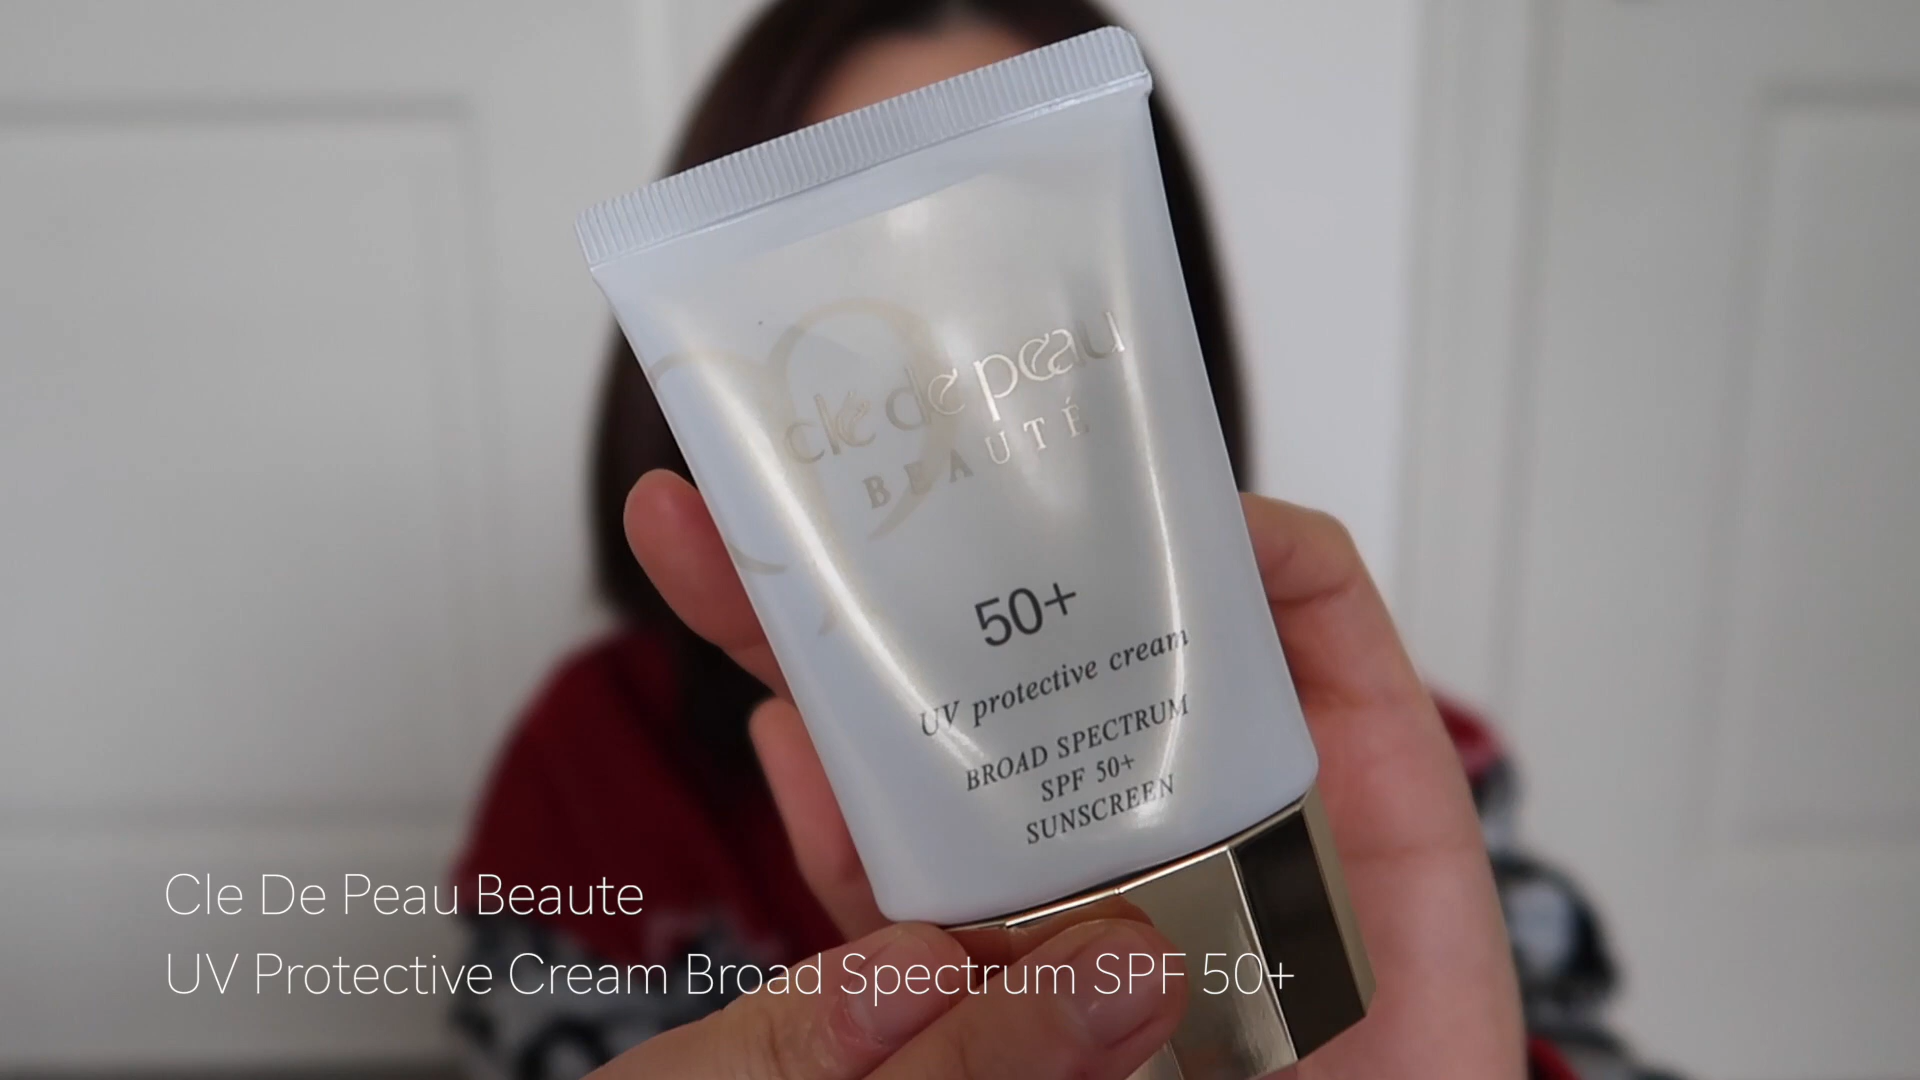 clé de peau
BEAUTÉ
50+
UV protective cream
BROAD SPECTRUM
SPF 50+
SUNSCREEN
Cle De Peau Beaute
UV Protective Cream Broad Spectrum SPF 50+